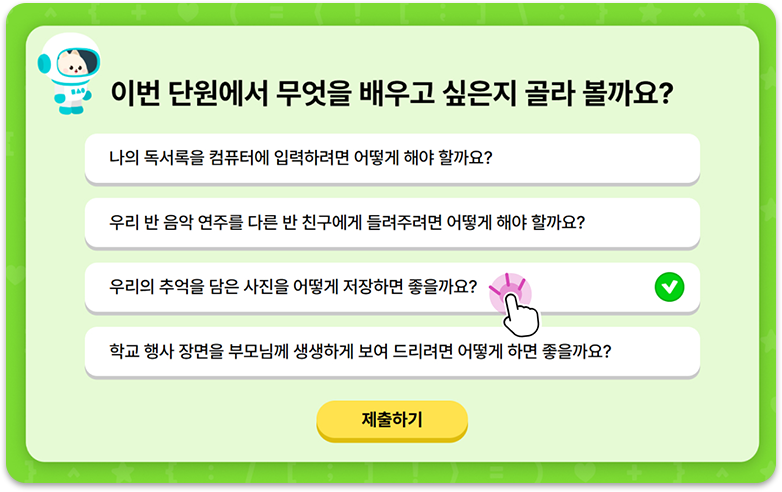 이번 단원에서 무엇을 배우고 싶은지 골라 볼까요?
나의 독서록을 컴퓨터에 입력하려면 어떻게 해야 할까요?
우리 반 음악 연주를 다른 반 친구에게 들려주려면 어떻게 해야 할까요?
우리의 추억을 담은 사진을 어떻게 저장하면 좋을까요?
학교 행사 장면을 부모님께 생생하게 보여 드리려면 어떻게 하면 좋을까요?
제출하기